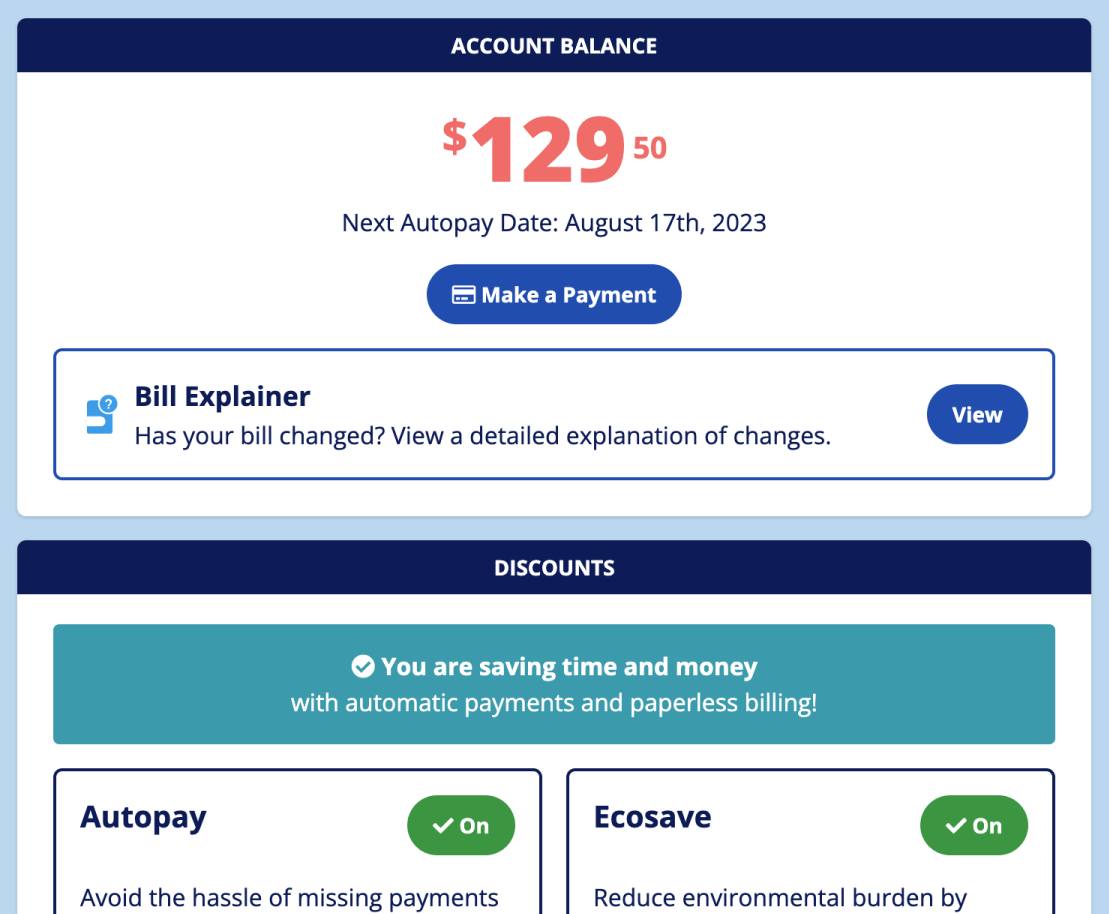 ACCOUNT BALANCE
$129 50
Next Autopay Date: August 17th, 2023
Make a Payment
Bill Explainer
Has your bill changed? View a detailed explanation of changes.
View
DISCOUNTS
You are saving time and money
with automatic payments and paperless billing!
Autopay
On
Avoid the hassle of missing payments
Ecosave
On
Reduce environmental burden by